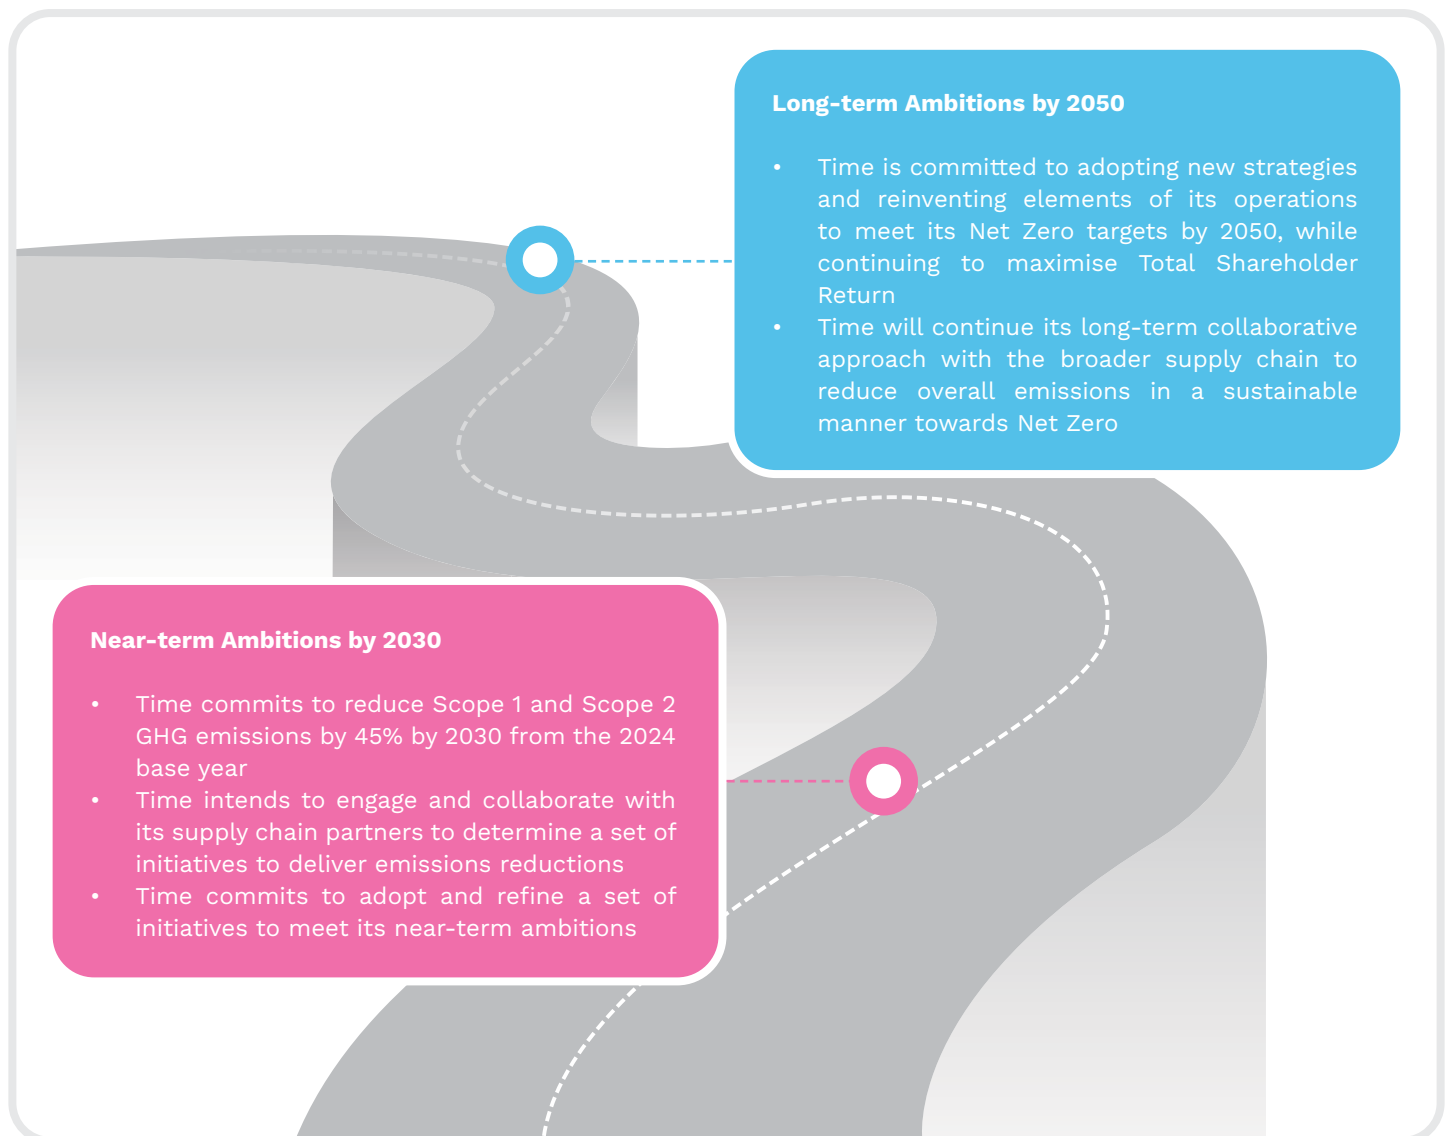 Long-term Ambitions by 2050
• Time is committed to adopting new strategies
and reinventing elements of its operations
to meet its Net Zero targets by 2050, while
continuing to maximise Total Shareholder
Return
• Time will continue its long-term collaborative
approach with the broader supply chain to
reduce overall emissions in a sustainable
manner towards Net Zero
Near-term Ambitions by 2030
• Time commits to reduce Scope 1 and Scope 2
GHG emissions by 45% by 2030 from the 2024
base year
• Time intends to engage and collaborate with
its supply chain partners to determine a set of
initiatives to deliver emissions reductions
• Time commits to adopt and refine a set of
initiatives to meet its near-term ambitions